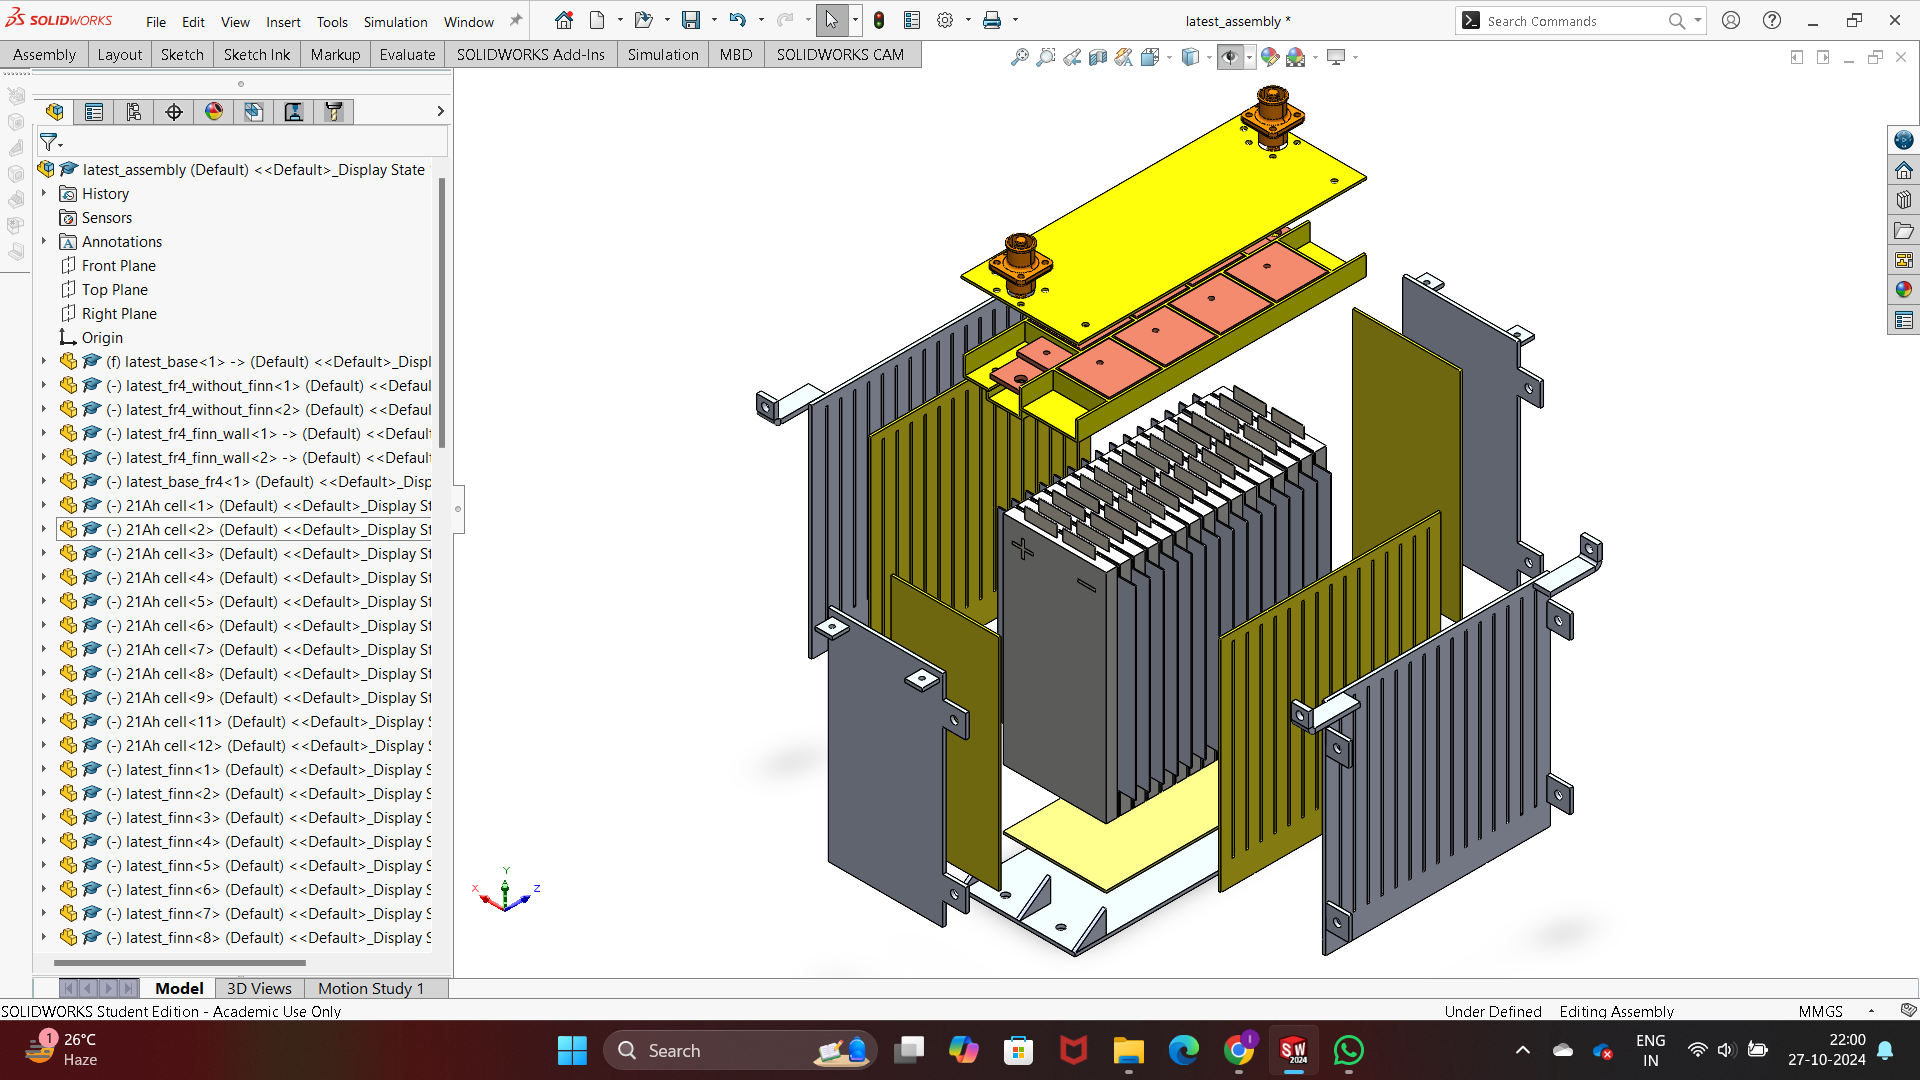 SOLIDWORKS
File Edit View Insert Tools Simulation Window
latest_assembly *
Search Commands
Assembly Layout Sketch Sketch Ink Markup Evaluate SOLIDWORKS Add-Ins Simulation MBD SOLIDWORKS CAM
latest_assembly (Default) <<Default>_Display State
History
Sensors
Annotations
Front Plane
Top Plane
Right Plane
Origin
(f) latest_base<1> -> (Default) <<Default>_Displ
(-) latest_fr4_without_finn<1> (Default) <<Defaul
(-) latest_fr4_without_finn<2> (Default) <<Defaul
(-) latest_fr4_finn_wall<1> -> (Default) <<Default
(-) latest_fr4_finn_wall<2> -> (Default) <<Default
(-) latest_base_fr4<1> (Default) <<Default>_Disp
(-) 21Ah cell<1> (Default) <<Default>_Display St
(-) 21Ah cell<2> (Default) <<Default>_Display St
(-) 21Ah cell<3> (Default) <<Default>_Display St
(-) 21Ah cell<4> (Default) <<Default>_Display St
(-) 21Ah cell<5> (Default) <<Default>_Display St
(-) 21Ah cell<6> (Default) <<Default>_Display St
(-) 21Ah cell<7> (Default) <<Default>_Display St
(-) 21Ah cell<8> (Default) <<Default>_Display St
(-) 21Ah cell<9> (Default) <<Default>_Display St
(-) 21Ah cell<11> (Default) <<Default>_Display S
(-) 21Ah cell<12> (Default) <<Default>_Display S
(-) latest_finn<1> (Default) <<Default>_Display S
(-) latest_finn<2> (Default) <<Default>_Display S
(-) latest_finn<3> (Default) <<Default>_Display S
(-) latest_finn<4> (Default) <<Default>_Display S
(-) latest_finn<5> (Default) <<Default>_Display S
(-) latest_finn<6> (Default) <<Default>_Display S
(-) latest_finn<7> (Default) <<Default>_Display S
(-) latest_finn<8> (Default) <<Default>_Display S
+ −
Y
X Z
Model 3D Views Motion Study 1
SOLIDWORKS Student Edition - Academic Use Only
Under Defined Editing Assembly MMGS
1
26°C
Haze
Search
SW
2024
ENG
IN
22:00
27-10-2024